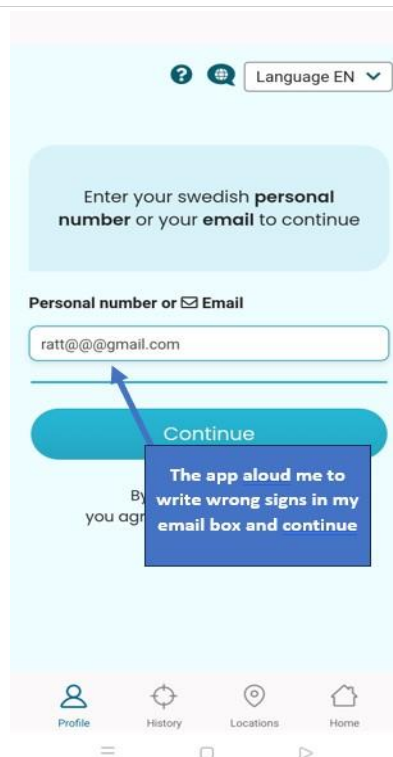 Language EN
Enter your swedish personal
number or your email to continue
Personal number or Email
ratt@@@gmail.com
Continue
The app aloud me to
write wrong signs in my
email box and continue
By
you agr
Profile History Locations Home